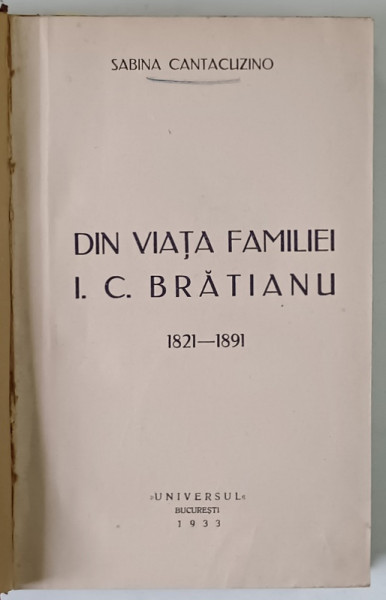 SABINA CANTACUZINO
DIN VIAȚA FAMILIEI
I. C. BRĂTIANU
1821—1891
»UNIVERSUL«
BUCUREȘTI
1933